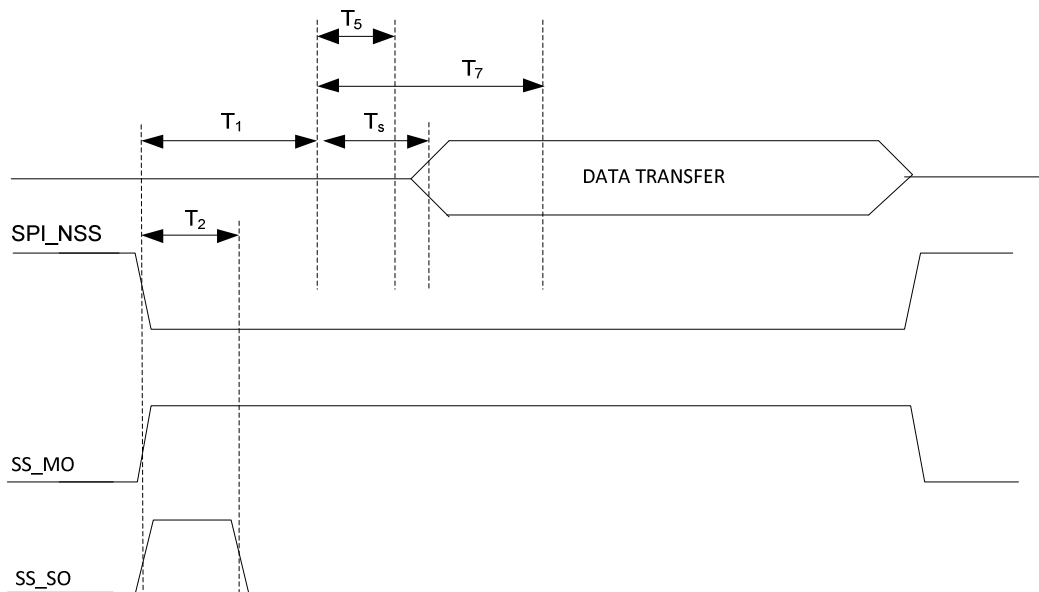 T5
T7
T1
Ts
DATA TRANSFER
T2
SPI_NSS
SS_MO
SS_SO